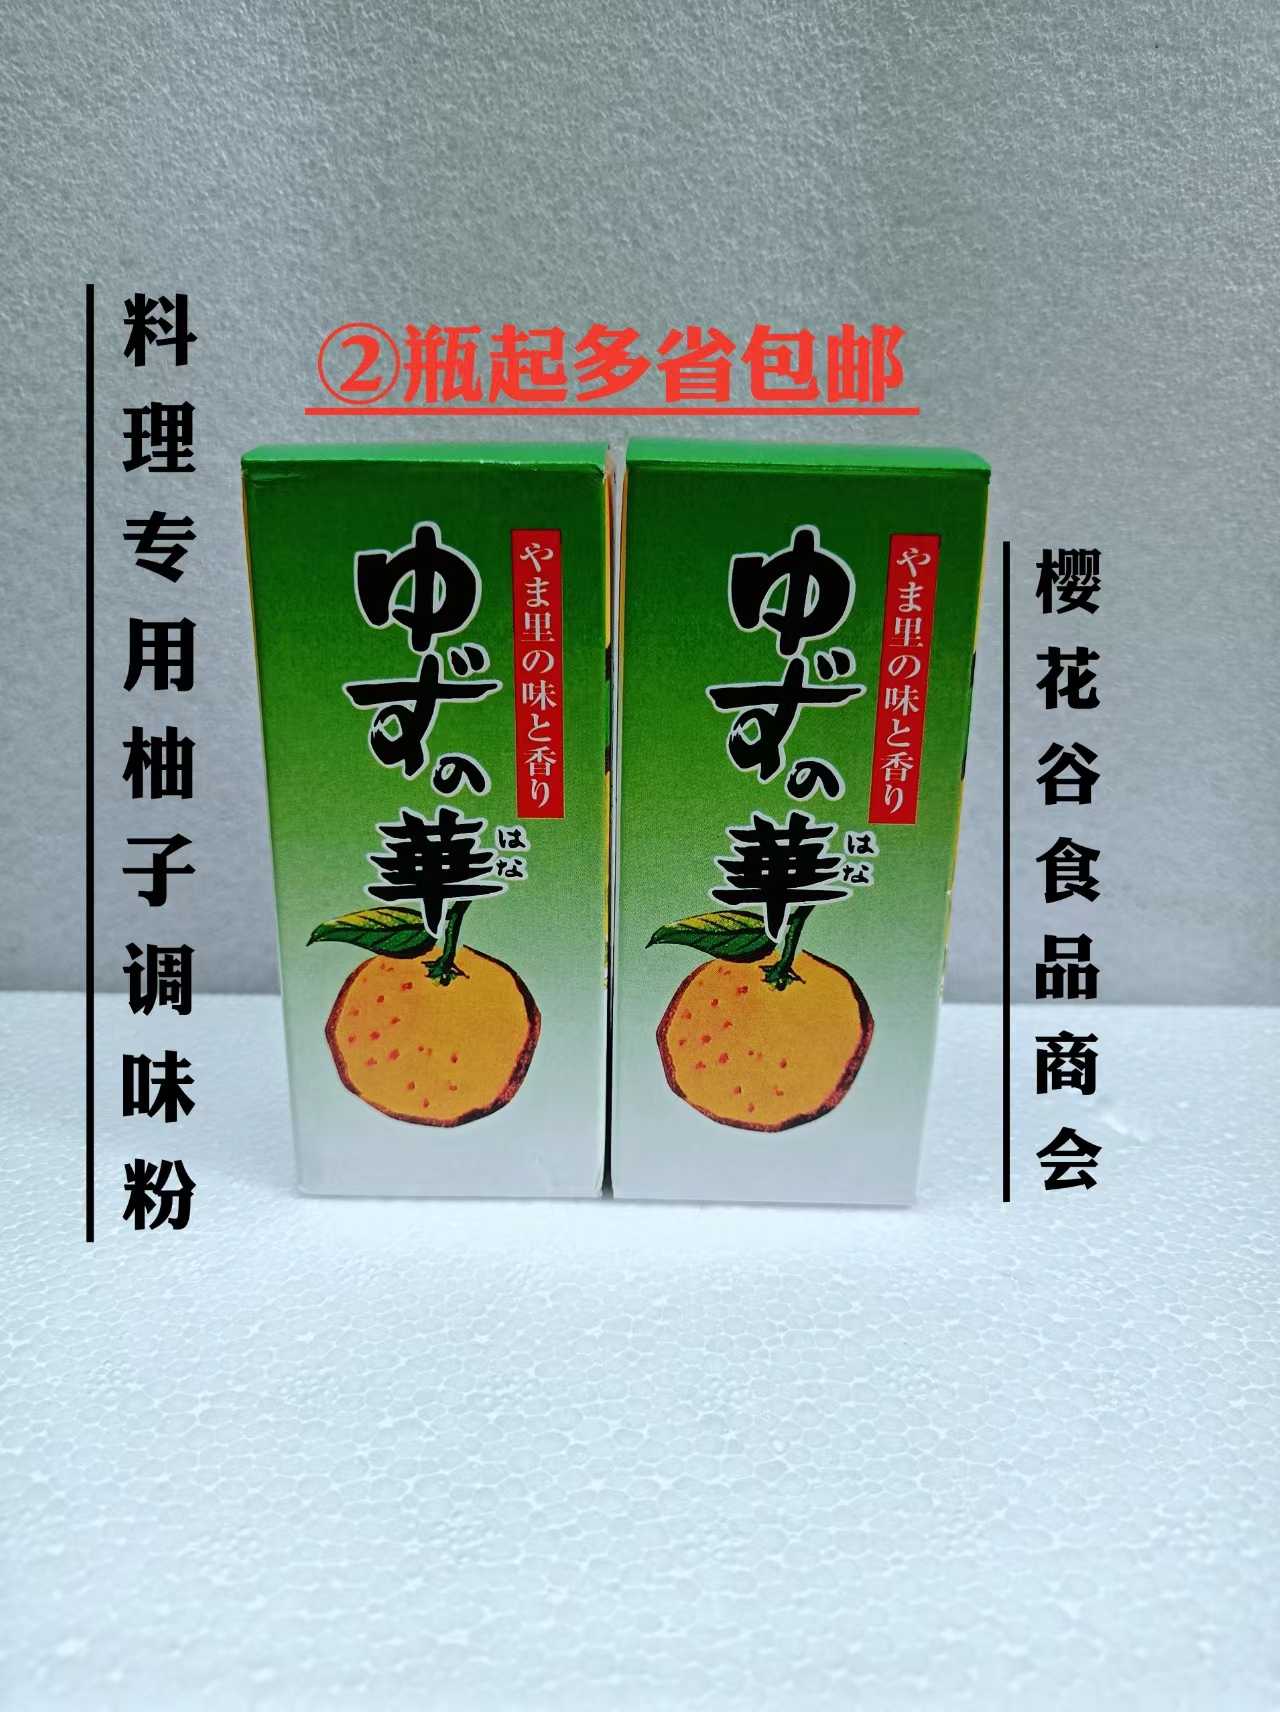 料理专用柚子调味粉
②瓶起多省包邮
やま里の味と香り
ゆずの華
はな
やま里の味と香り
ゆずの華
はな
樱花谷食品商会